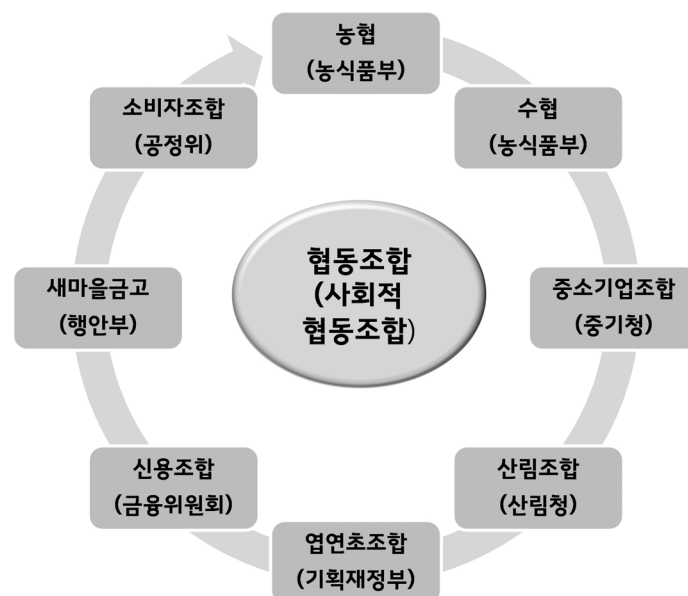 농협
(농식품부)
수협
(농식품부)
중소기업조합
(중기청)
산림조합
(산림청)
엽연초조합
(기획재정부)
신용조합
(금융위원회)
새마을금고
(행안부)
소비자조합
(공정위)
협동조합
(사회적
협동조합)